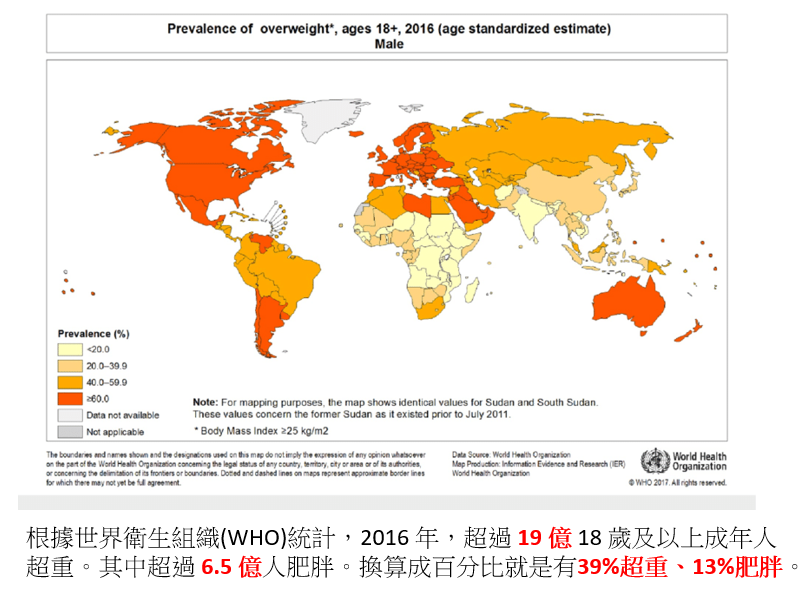 Prevalence of overweight*, ages 18+, 2016 (age standardized estimate)
Male
Prevalence (%)
<20.0
20.0–39.9
40.0–59.9
≥60.0
Data not available
Not applicable
Note: For mapping purposes, the map shows identical values for Sudan and South Sudan.
These values concern the former Sudan as it existed prior to July 2011.
* Body Mass Index ≥25 kg/m2
The boundaries and names shown and the designations used on this map do not imply the expression of any opinion whatsoever
on the part of the World Health Organization concerning the legal status of any country, territory, city or area or of its authorities,
or concerning the delimitation of its frontiers or boundaries. Dotted and dashed lines on maps represent approximate border lines
for which there may not yet be full agreement.
Data Source: World Health Organization
Map Production: Information Evidence and Research (IER)
World Health Organization
World Health
Organization
© WHO 2017. All rights reserved.
根據世界衛生組織(WHO)統計，2016 年，超過 19 億 18 歲及以上成年人
超重。其中超過 6.5 億人肥胖。換算成百分比就是有39%超重、13%肥胖。